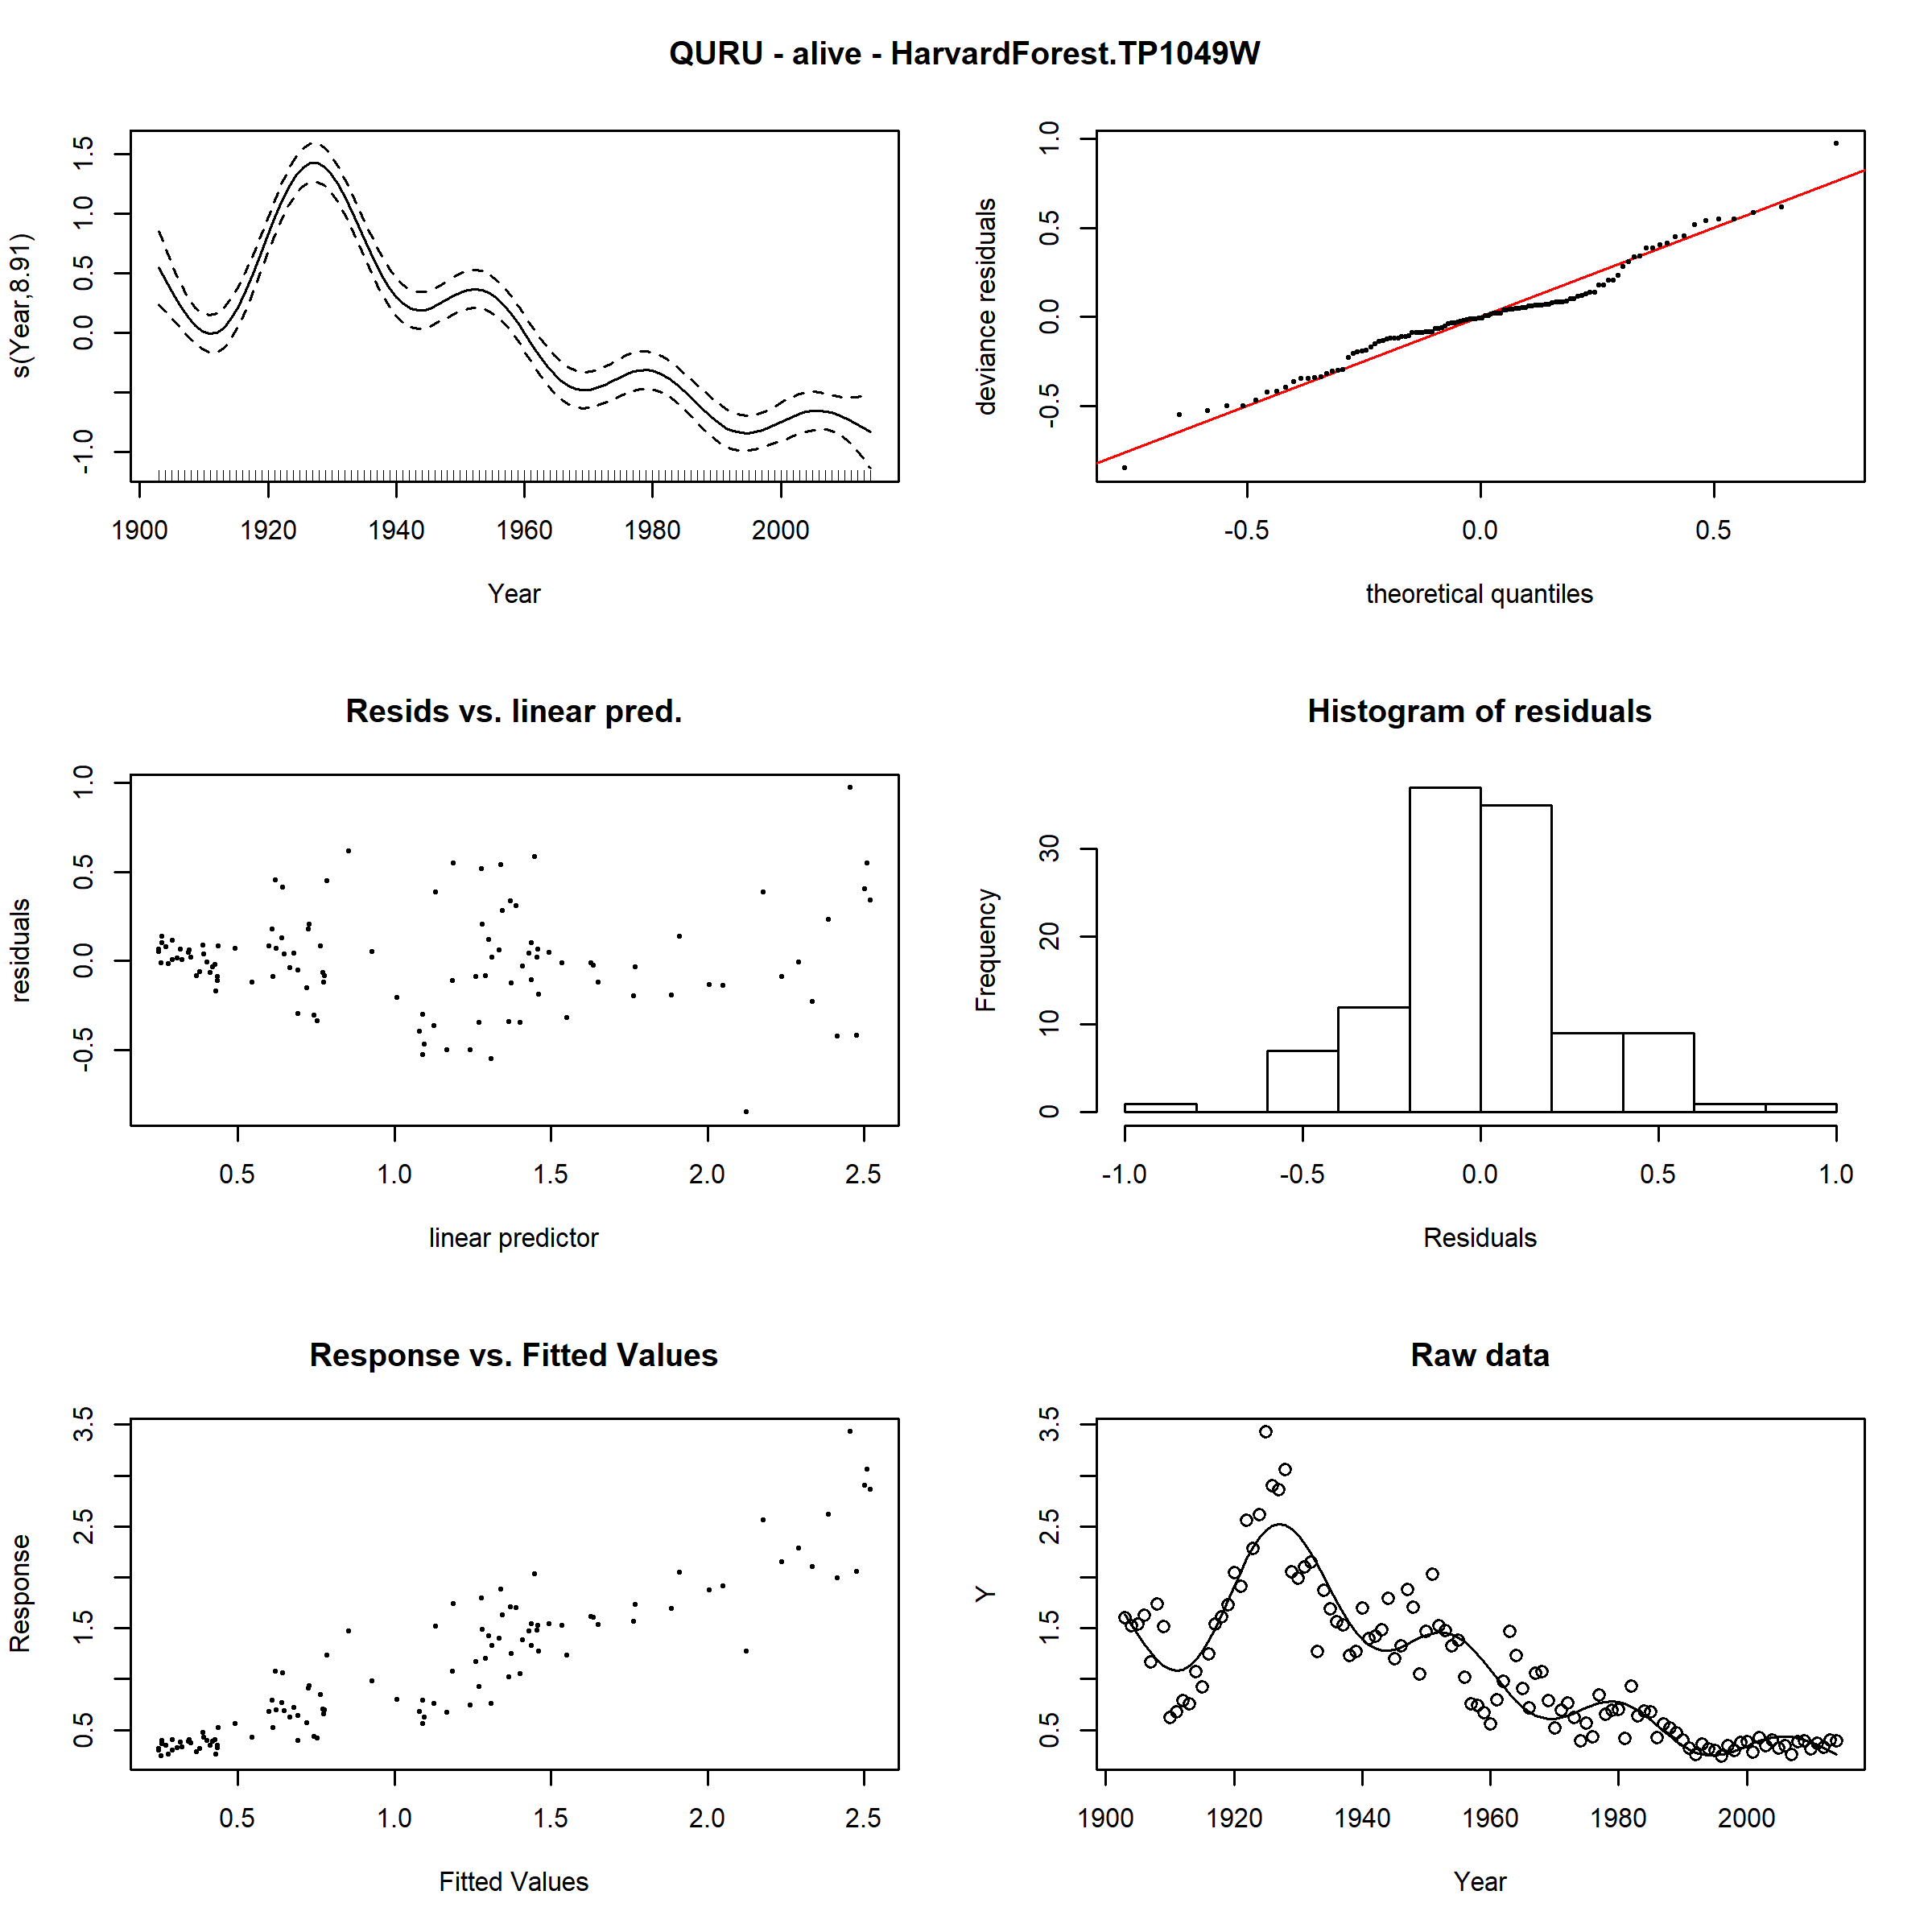 QURU - alive - HarvardForest.TP1049W
s(Year,8.91)
-1.0 0.0 0.5 1.0 1.5
1900 1920 1940 1960 1980 2000
Year
deviance residuals
-0.5 0.0 0.5 1.0
-0.5 0.0 0.5
theoretical quantiles
Resids vs. linear pred.
residuals
-0.5 0.0 0.5 1.0
0.5 1.0 1.5 2.0 2.5
linear predictor
Histogram of residuals
Frequency
0 10 20 30
-1.0 -0.5 0.0 0.5 1.0
Residuals
Response vs. Fitted Values
Response
0.5 1.5 2.5 3.5
0.5 1.0 1.5 2.0 2.5
Fitted Values
Raw data
Y
0.5 1.5 2.5 3.5
1900 1920 1940 1960 1980 2000
Year